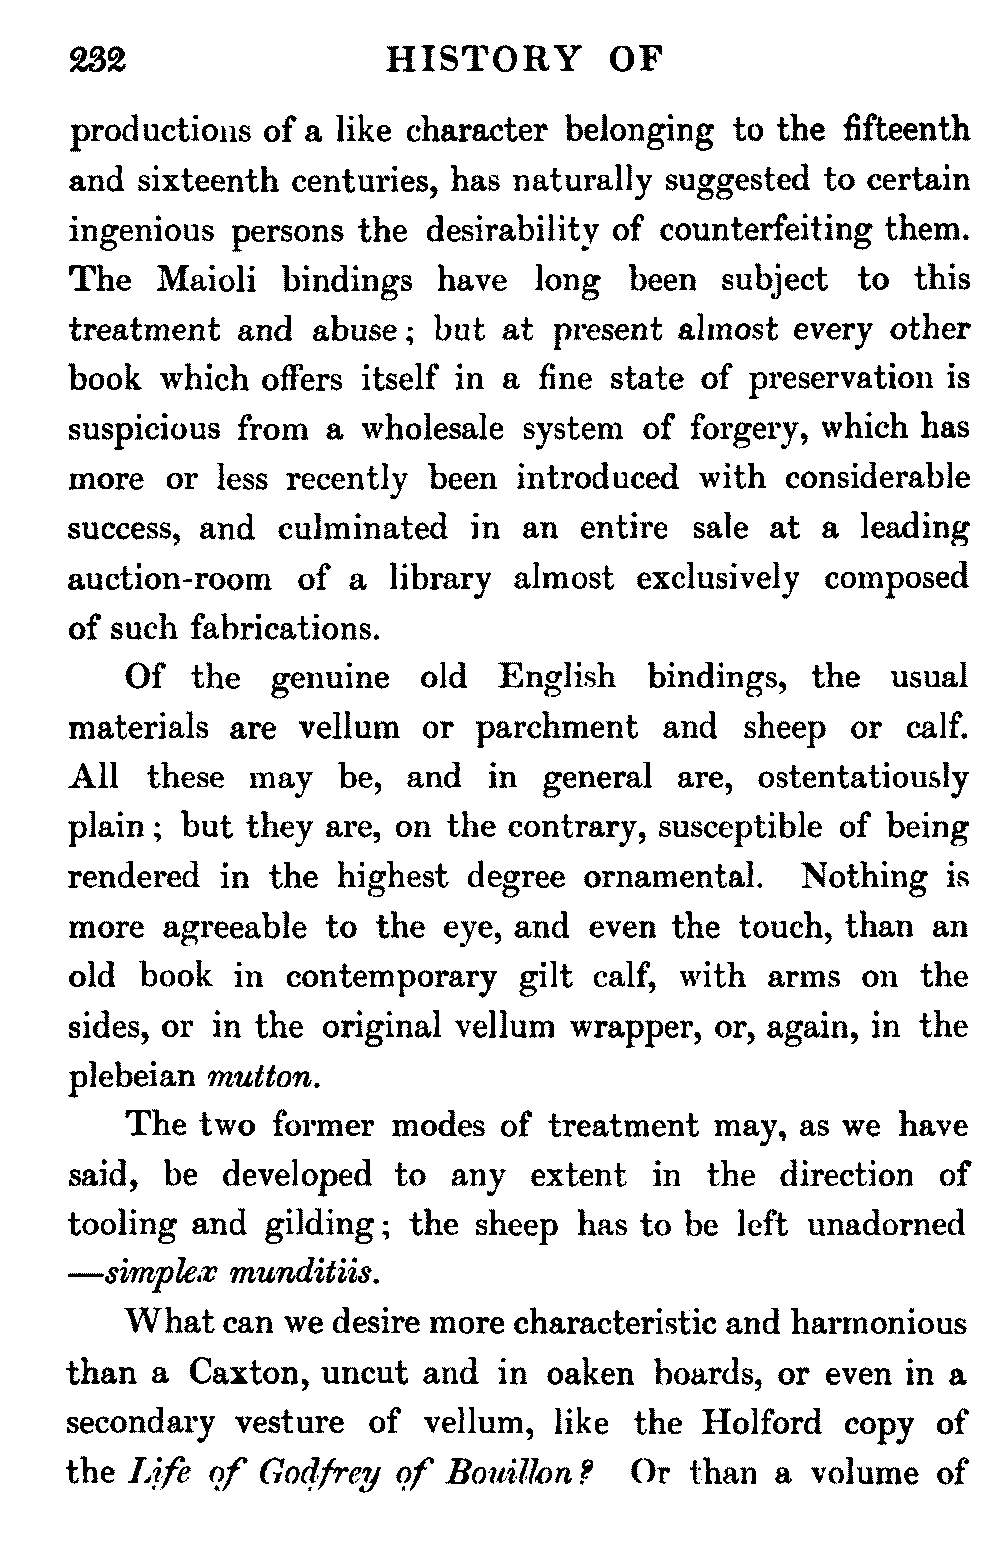 232 HISTORY OF
productions of a like character belonging to the fifteenth
and sixteenth centuries, has naturally suggested to certain
ingenious persons the desirability of counterfeiting them.
The Maioli bindings have long been subject to this
treatment and abuse; but at present almost every other
book which offers itself in a fine state of preservation is
suspicious from a wholesale system of forgery, which has
more or less recently been introduced with considerable
success, and culminated in an entire sale at a leading
auction-room of a library almost exclusively composed
of such fabrications.
Of the genuine old English bindings, the usual
materials are vellum or parchment and sheep or calf.
All these may be, and in general are, ostentatiously
plain; but they are, on the contrary, susceptible of being
rendered in the highest degree ornamental. Nothing is
more agreeable to the eye, and even the touch, than an
old book in contemporary gilt calf, with arms on the
sides, or in the original vellum wrapper, or, again, in the
plebeian mutton.
The two former modes of treatment may, as we have
said, be developed to any extent in the direction of
tooling and gilding; the sheep has to be left unadorned
—simplex munditiis.
What can we desire more characteristic and harmonious
than a Caxton, uncut and in oaken boards, or even in a
secondary vesture of vellum, like the Holford copy of
the Life of Godfrey of Bouillon? Or than a volume of